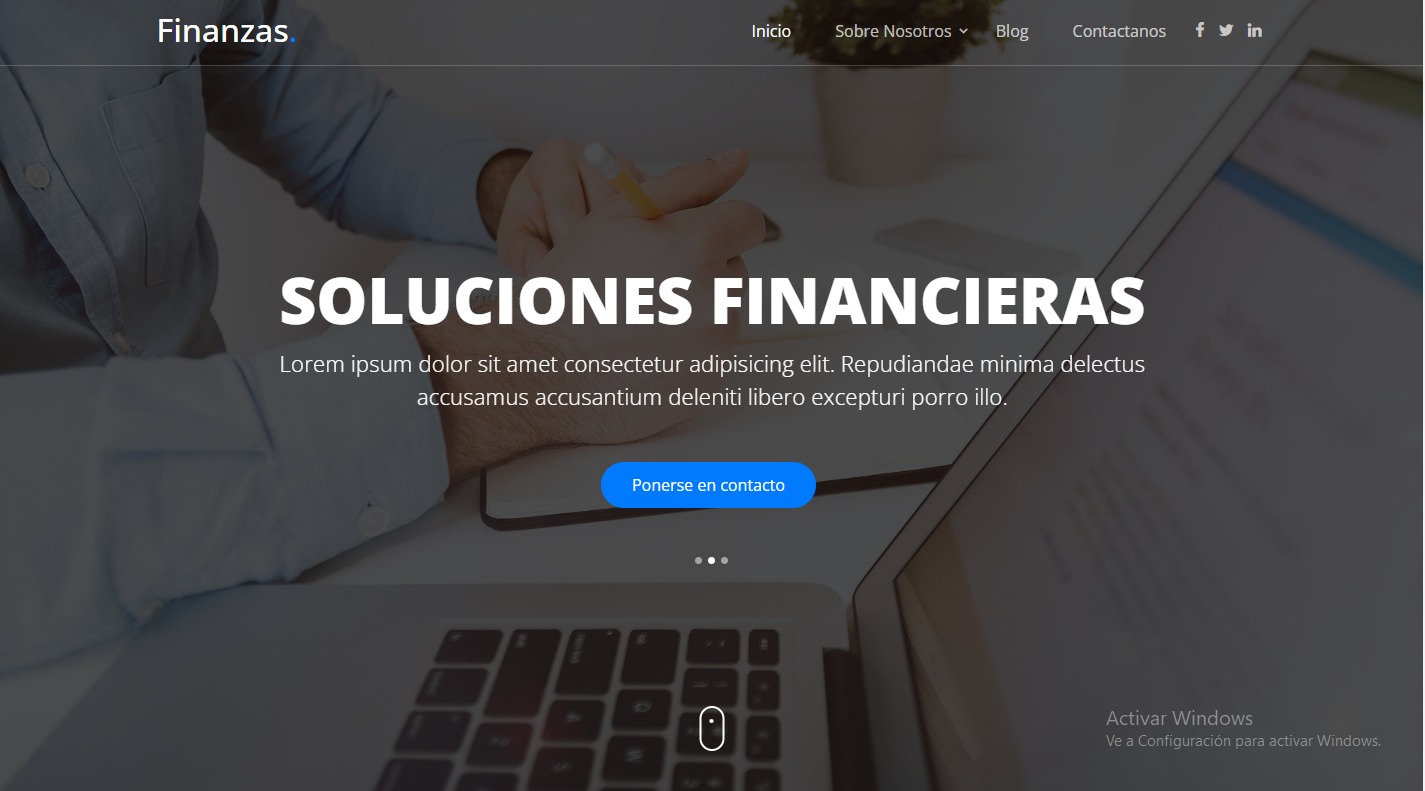 Finanzas.
Inicio Sobre Nosotros Blog Contactanos
SOLUCIONES FINANCIERAS
Lorem ipsum dolor sit amet consectetur adipisicing elit. Repudiandae minima delectus
accusamus accusantium deleniti libero excepturi porro illo.
Ponerse en contacto
Activar Windows
Ve a Configuración para activar Windows.